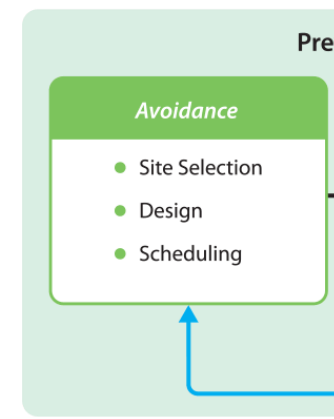 Pre
Avoidance
Site Selection
Design
Scheduling